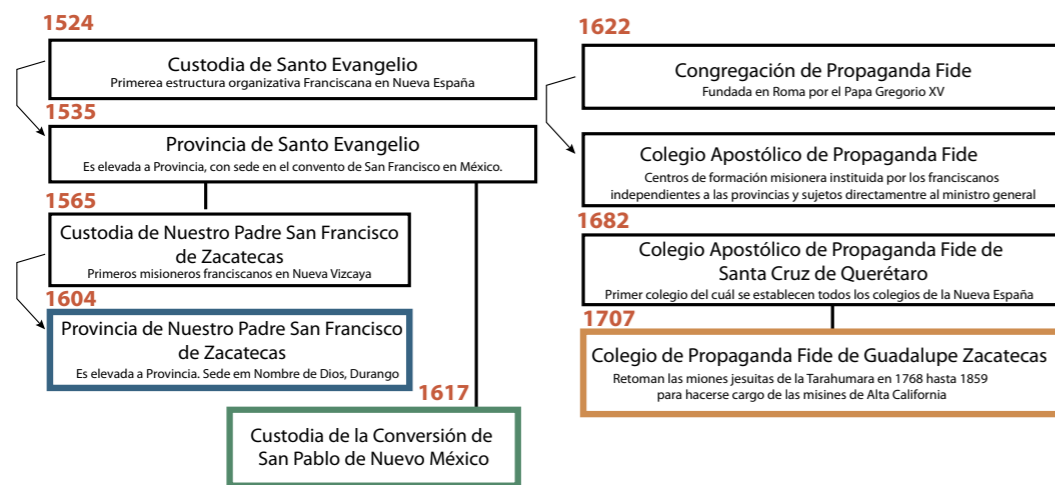 1524
Custodia de Santo Evangelio
Primerea estructura organizativa Franciscana en Nueva España
1535
Provincia de Santo Evangelio
Es elevada a Provincia, con sede en el convento de San Francisco en México.
1565
Custodia de Nuestro Padre San Francisco
de Zacatecas
Primeros misioneros franciscanos en Nueva Vizcaya
1604
Provincia de Nuestro Padre San Francisco
de Zacatecas
Es elevada a Provincia. Sede em Nombre de Dios, Durango
1617
Custodia de la Conversión de
San Pablo de Nuevo México
1622
Congregación de Propaganda Fide
Fundada en Roma por el Papa Gregorio XV
Colegio Apostólico de Propaganda Fide
Centros de formación misionera instituida por los franciscanos
independientes a las provincias y sujetos directamentre al ministro general
1682
Colegio Apostólico de Propaganda Fide de
Santa Cruz de Querétaro
Primer colegio del cuál se establecen todos los colegios de la Nueva España
1707
Colegio de Propaganda Fide de Guadalupe Zacatecas
Retoman las miones jesuitas de la Tarahumara en 1768 hasta 1859
para hacerse cargo de las misines de Alta California